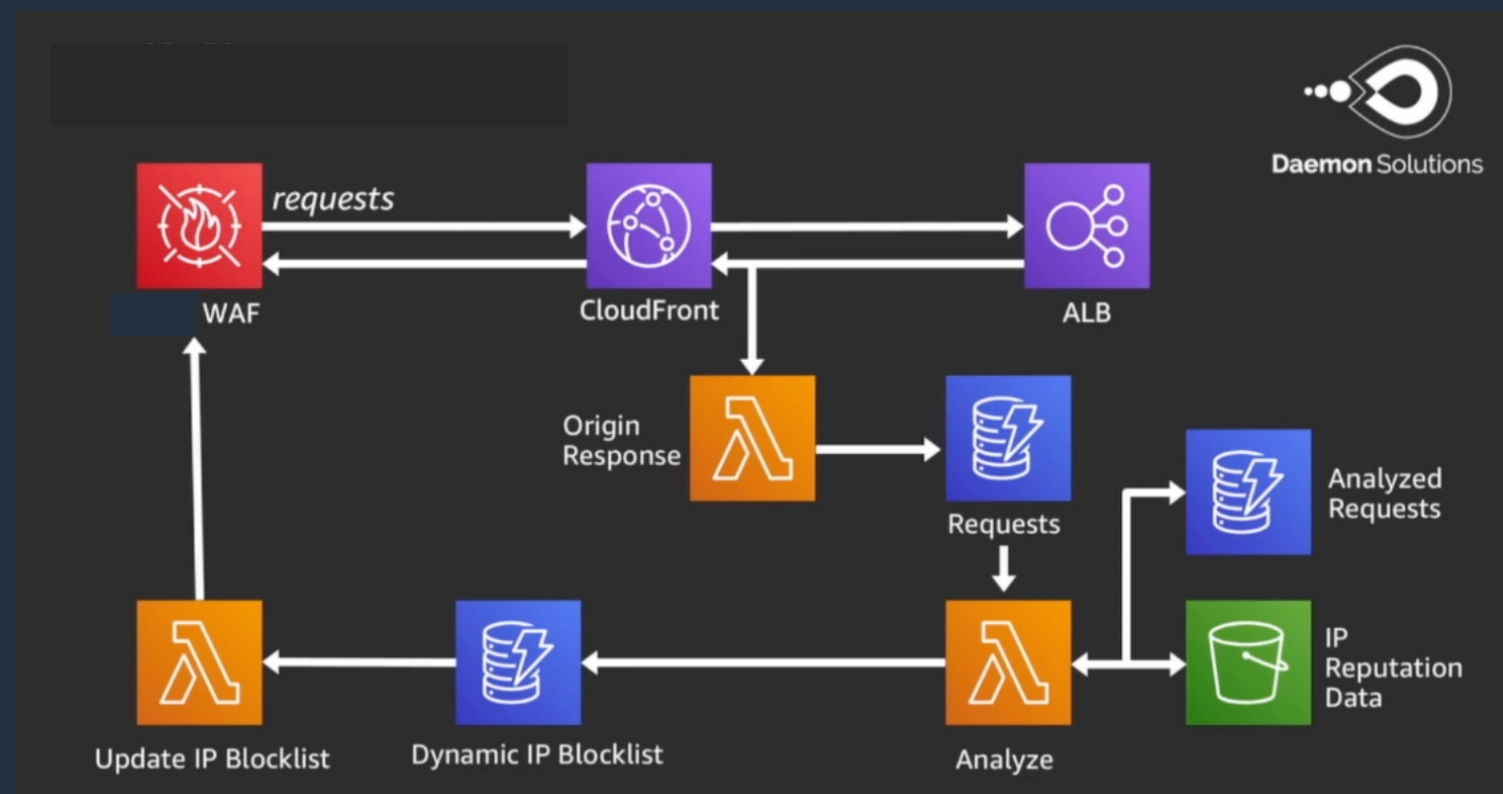 Daemon Solutions
requests
WAF
CloudFront
ALB
Origin
Response
Requests
Analyzed
Requests
IP
Reputation
Data
Update IP Blocklist
Dynamic IP Blocklist
Analyze